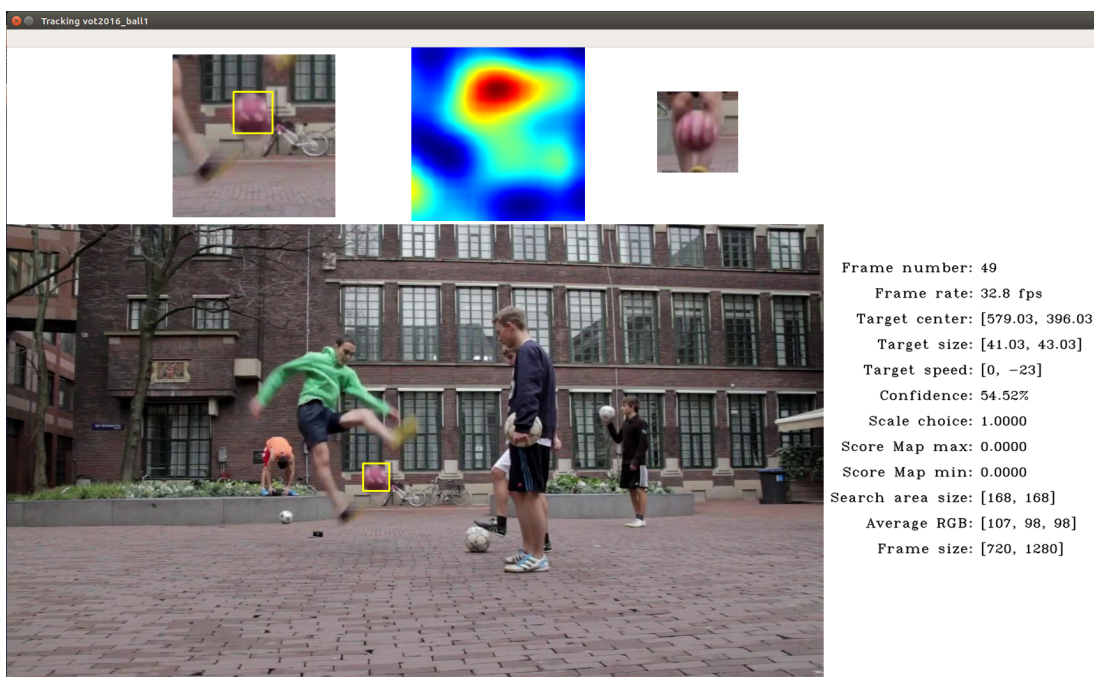 Tracking vot2016_ball1
Frame number: 49
Frame rate: 32.8 fps
Target center: [579.03, 396.03
Target size: [41.03, 43.03]
Target speed: [0, −23]
Confidence: 54.52%
Scale choice: 1.0000
Score Map max: 0.0000
Score Map min: 0.0000
Search area size: [168, 168]
Average RGB: [107, 98, 98]
Frame size: [720, 1280]